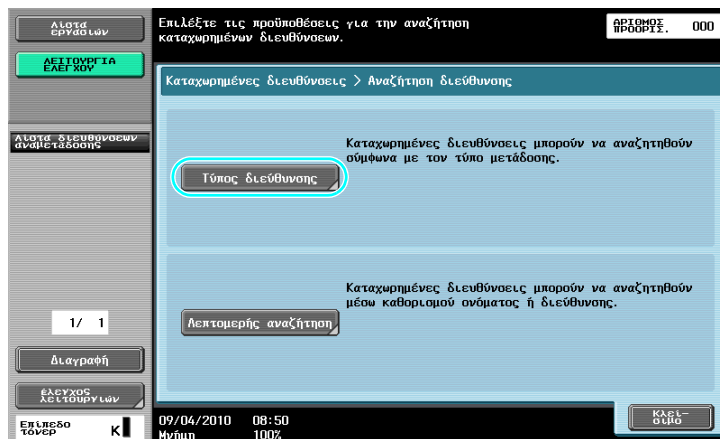 Λίστα
εργασιών
Επιλέξτε τις προϋποθέσεις για την αναζήτηση
καταχωρημένων διευθύνσεων.
ΑΡΙΘΜΟΣ
ΠΡΟΟΡΙΣ.
000
ΛΕΙΤΟΥΡΓΙΑ
ΕΛΕΓΧΟΥ
Καταχωρημένες διευθύνσεις > Αναζήτηση διεύθυνσης
Λίστα διευθύνσεων
αναμετάδοσης
Καταχωρημένες διευθύνσεις μπορούν να αναζητηθούν
σύμφωνα με τον τύπο μετάδοσης.
Τύπος διεύθυνσης
Καταχωρημένες διευθύνσεις μπορούν να αναζητηθούν
μέσω καθορισμού ονόματος ή διεύθυνσης.
Λεπτομερής αναζήτηση
1/ 1
Διαγραφή
έλεγχος
λειτουργιών
Κλεί-
σιμο
Επίπεδο
τόνερ
K
09/04/2010 08:50
Μνήμη 100%